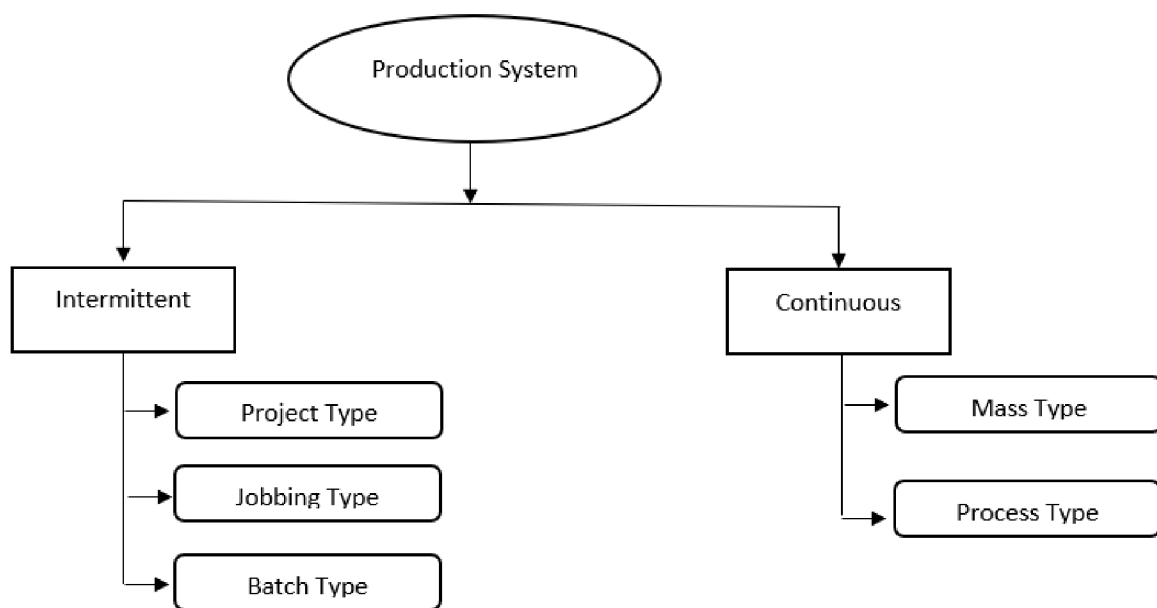 Production System
Intermittent
Continuous
Project Type
Mass Type
Jobbing Type
Process Type
Batch Type